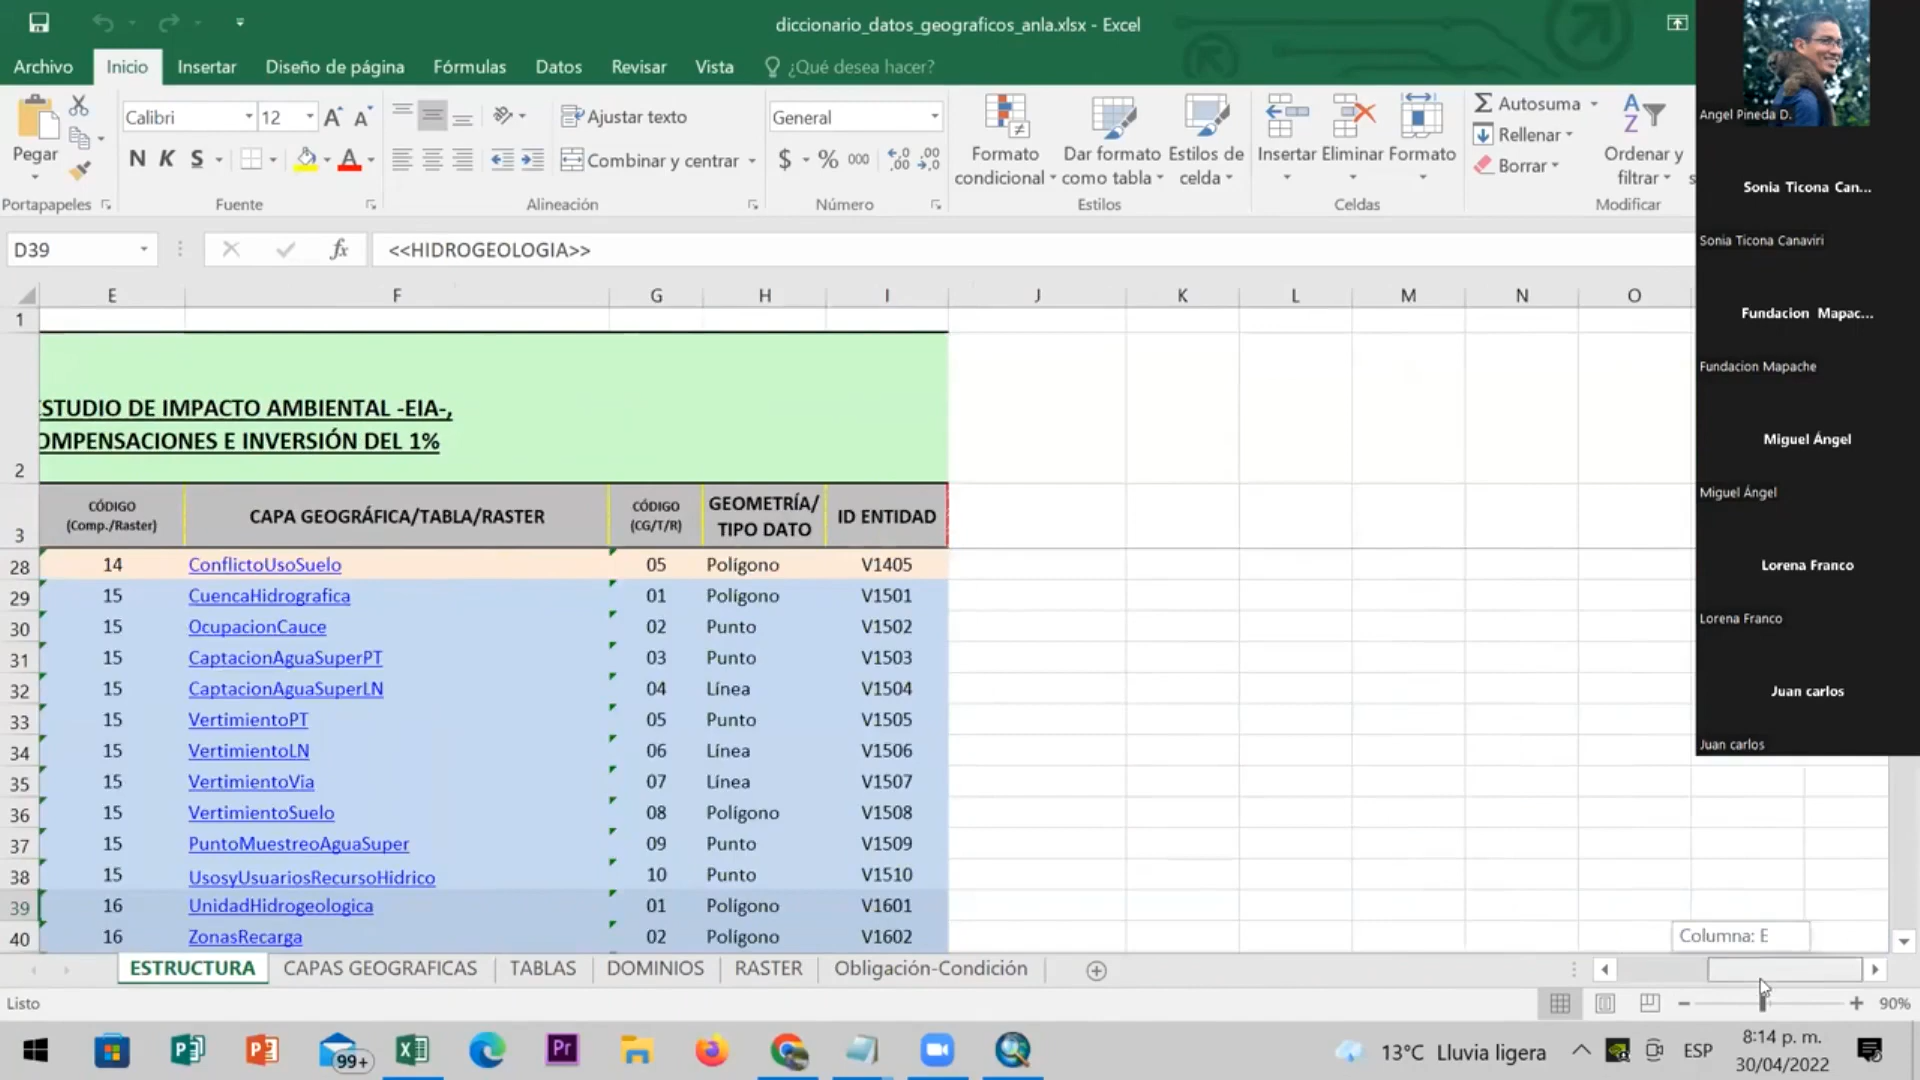 diccionario_datos_geograficos_anla.xlsx - Excel
Archivo Inicio Insertar Diseño de página Fórmulas Datos Revisar Vista ¿Qué desea hacer?
Pegar
Portapapeles
Calibri 12
N K S
Fuente
Ajustar texto
Combinar y centrar
Alineación
General
$ % 000
Número
Formato condicional
Dar formato como tabla
Estilos de celda
Estilos
Insertar Eliminar Formato
Celdas
Autosuma
Rellenar
Borrar
Ordenar y filtrar
Modificar
D39 fx <<HIDROGEOLOGIA>>
E F G H I J K L M N O
1
2
STUDIO DE IMPACTO AMBIENTAL -EIA-,
OMPENSACIONES E INVERSIÓN DEL 1%
3 CÓDIGO (Comp./Raster) CAPA GEOGRÁFICA/TABLA/RASTER CÓDIGO (CG/T/R) GEOMETRÍA/ TIPO DATO ID ENTIDAD
28 14 ConflictoUsoSuelo 05 Polígono V1405
29 15 CuencaHidrografica 01 Polígono V1501
30 15 OcupacionCauce 02 Punto V1502
31 15 CaptacionAguaSuperPT 03 Punto V1503
32 15 CaptacionAguaSuperLN 04 Línea V1504
33 15 VertimientoPT 05 Punto V1505
34 15 VertimientoLN 06 Línea V1506
35 15 VertimientoVia 07 Línea V1507
36 15 VertimientoSuelo 08 Polígono V1508
37 15 PuntoMuestreoAguaSuper 09 Punto V1509
38 15 UsosyUsuariosRecursoHidrico 10 Punto V1510
39 16 UnidadHidrogeologica 01 Polígono V1601
40 16 ZonasRecarga 02 Polígono V1602
Columna: E
ESTRUCTURA CAPAS GEOGRAFICAS TABLAS DOMINIOS RASTER Obligación-Condición
Listo
90%
99+
Pr
13°C Lluvia ligera
ESP
8:14 p. m.
30/04/2022
Angel Pineda D.
Sonia Ticona Can...
Sonia Ticona Canaviri
Fundacion Mapac...
Fundacion Mapache
Miguel Ángel
Miguel Ángel
Lorena Franco
Lorena Franco
Juan carlos
Juan carlos